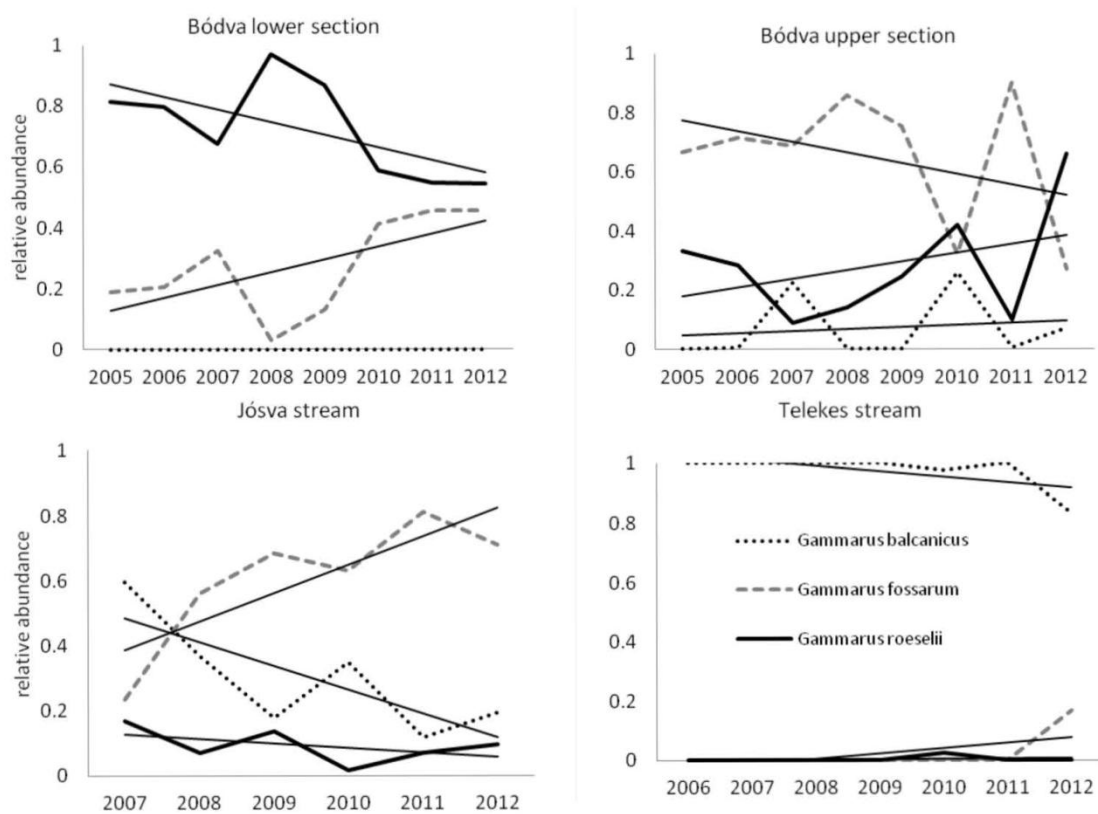 Bódva lower section
relative abundance
1
0.8
0.6
0.4
0.2
0
2005 2006 2007 2008 2009 2010 2011 2012
Bódva upper section
1
0.8
0.6
0.4
0.2
0
2005 2006 2007 2008 2009 2010 2011 2012
Jósva stream
relative abundance
1
0.8
0.6
0.4
0.2
0
2007 2008 2009 2010 2011 2012
Telekes stream
1
0.8
0.6
0.4
0.2
0
Gammarus balcanicus
Gammarus fossarum
Gammarus roeselii
2006 2007 2008 2009 2010 2011 2012